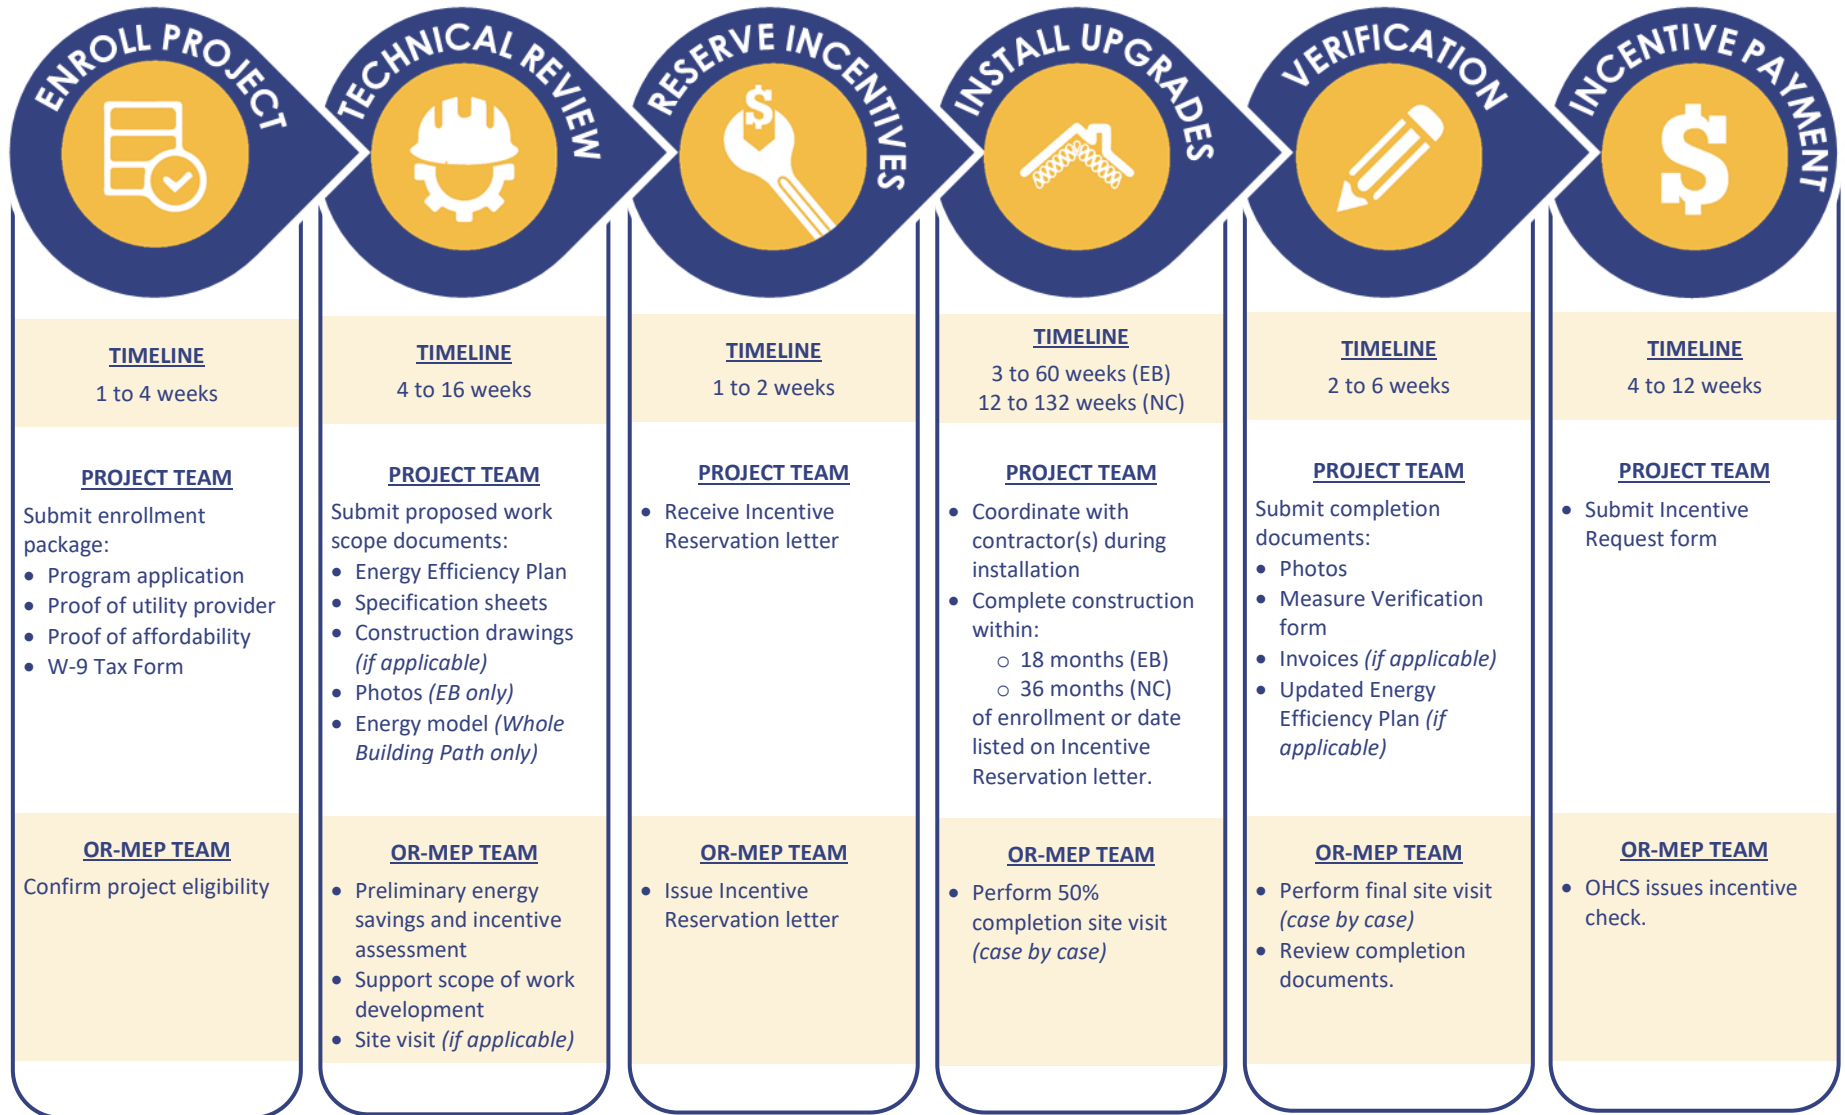 ENROLL PROJECT
TECHNICAL REVIEW
RESERVE INCENTIVES
INSTALL UPGRADES
VERIFICATION
INCENTIVE PAYMENT
$
$
TIMELINE
1 to 4 weeks
PROJECT TEAM
Submit enrollment
package:
• Program application
• Proof of utility provider
• Proof of affordability
• W-9 Tax Form
OR-MEP TEAM
Confirm project eligibility
TIMELINE
4 to 16 weeks
PROJECT TEAM
Submit proposed work
scope documents:
• Energy Efficiency Plan
• Specification sheets
• Construction drawings
(if applicable)
• Photos (EB only)
• Energy model (Whole
Building Path only)
OR-MEP TEAM
• Preliminary energy
savings and incentive
assessment
• Support scope of work
development
• Site visit (if applicable)
TIMELINE
1 to 2 weeks
PROJECT TEAM
• Receive Incentive
Reservation letter
OR-MEP TEAM
• Issue Incentive
Reservation letter
TIMELINE
3 to 60 weeks (EB)
12 to 132 weeks (NC)
PROJECT TEAM
• Coordinate with
contractor(s) during
installation
• Complete construction
within:
○ 18 months (EB)
○ 36 months (NC)
of enrollment or date
listed on Incentive
Reservation letter.
OR-MEP TEAM
• Perform 50%
completion site visit
(case by case)
TIMELINE
2 to 6 weeks
PROJECT TEAM
Submit completion
documents:
• Photos
• Measure Verification
form
• Invoices (if applicable)
• Updated Energy
Efficiency Plan (if
applicable)
OR-MEP TEAM
• Perform final site visit
(case by case)
• Review completion
documents.
TIMELINE
4 to 12 weeks
PROJECT TEAM
• Submit Incentive
Request form
OR-MEP TEAM
• OHCS issues incentive
check.